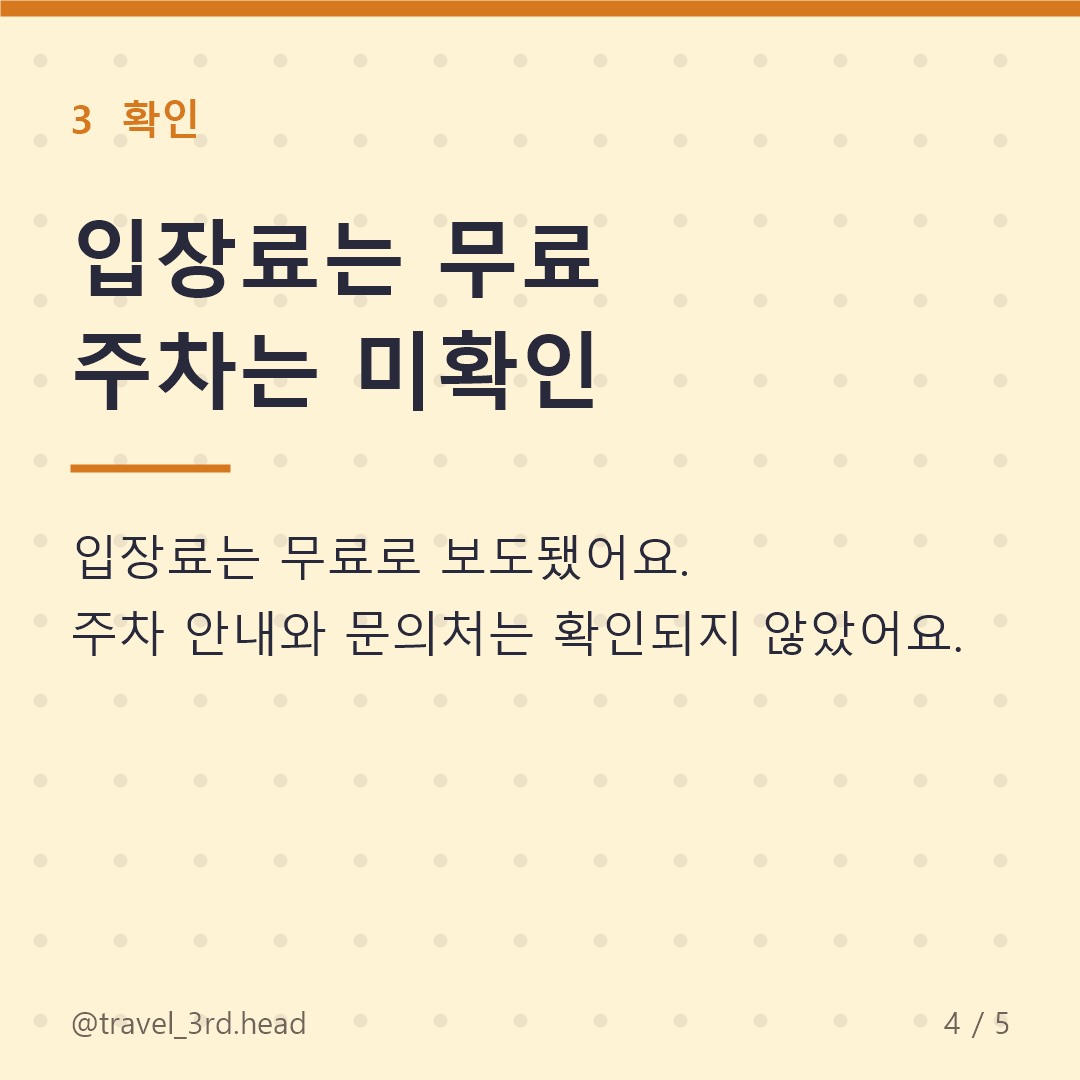 3 확인
입장료는 무료
주차는 미확인
입장료는 무료로 보도됐어요.
주차 안내와 문의처는 확인되지 않았어요.
@travel_3rd.head
4 / 5